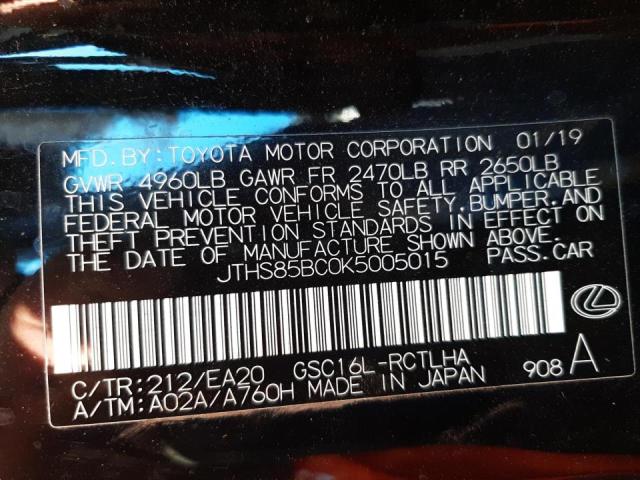 MFD. BY: TOYOTA MOTOR CORPORATION 01/19
GVWR 4960LB GAWR FR 2470LB RR 2650LB
THIS VEHICLE CONFORMS TO ALL APPLICABLE
FEDERAL MOTOR VEHICLE SAFETY, BUMPER, AND
THEFT PREVENTION STANDARDS IN EFFECT ON
THE DATE OF MANUFACTURE SHOWN ABOVE.
JTHS85BC0K5005015 PASS.CAR
C/TR: 212/EA20 GSC16L-RCTLHA
A/TM: A02A/A760H MADE IN JAPAN 908 A